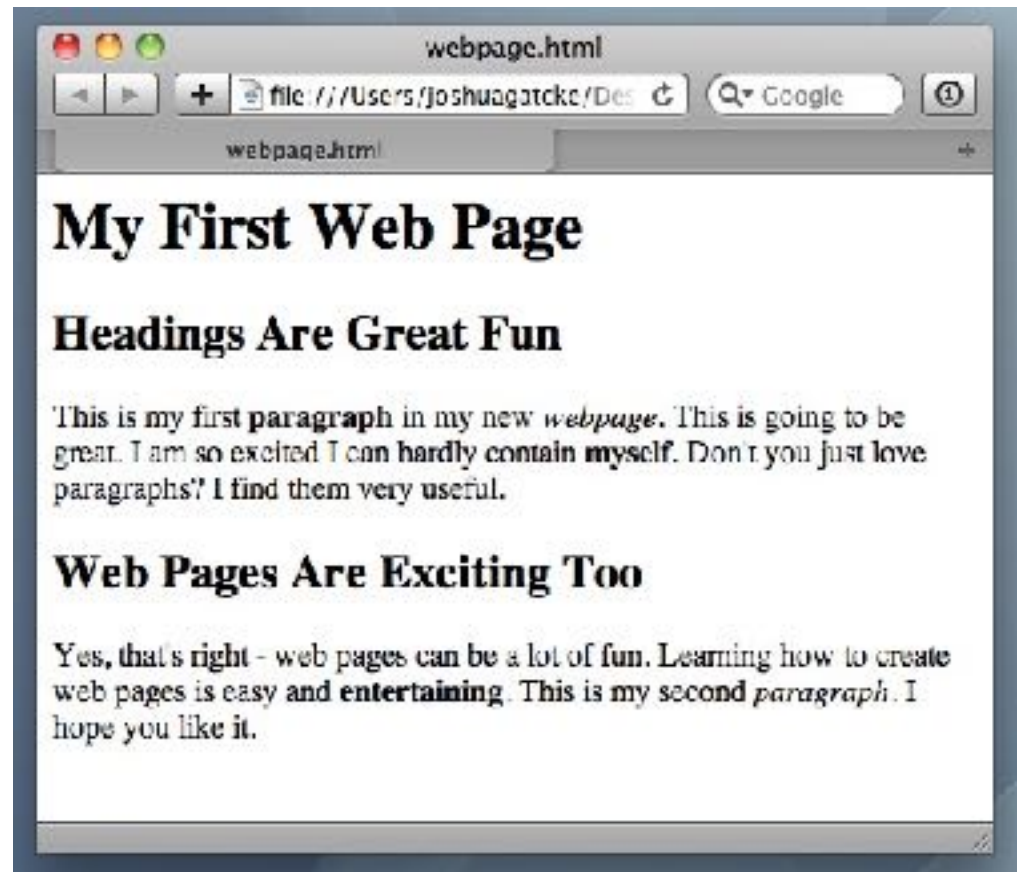 webpage.html
file:///Users/joshuagatcke/Des
Google
1
webpage.html
My First Web Page
Headings Are Great Fun
This is my first paragraph in my new webpage. This is going to be
great. I am so excited I can hardly contain myself. Don't you just love
paragraphs? I find them very useful.
Web Pages Are Exciting Too
Yes, that's right - web pages can be a lot of fun. Learning how to create
web pages is easy and entertaining. This is my second paragraph. I
hope you like it.